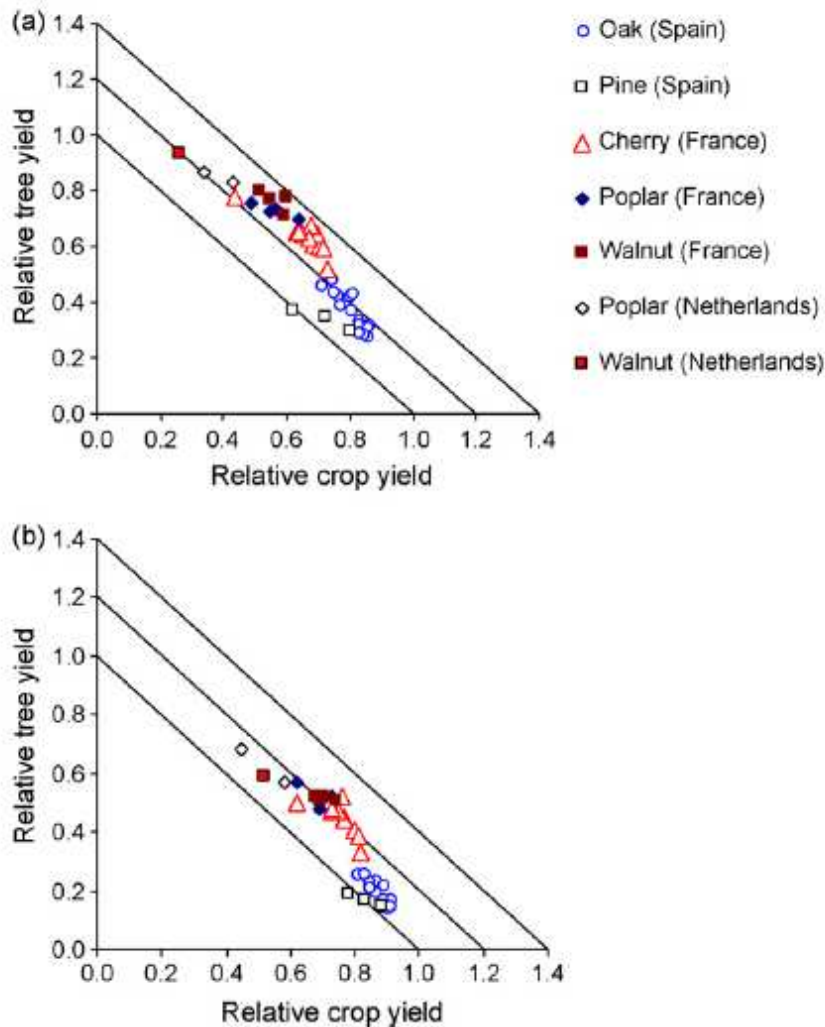 (a)
1.4
1.2
1.0
0.8
0.6
0.4
0.2
0.0
Relative tree yield
0.0 0.2 0.4 0.6 0.8 1.0 1.2 1.4
Relative crop yield
Oak (Spain)
Pine (Spain)
Cherry (France)
Poplar (France)
Walnut (France)
Poplar (Netherlands)
Walnut (Netherlands)
(b)
1.4
1.2
1.0
0.8
0.6
0.4
0.2
0.0
Relative tree yield
0.0 0.2 0.4 0.6 0.8 1.0 1.2 1.4
Relative crop yield